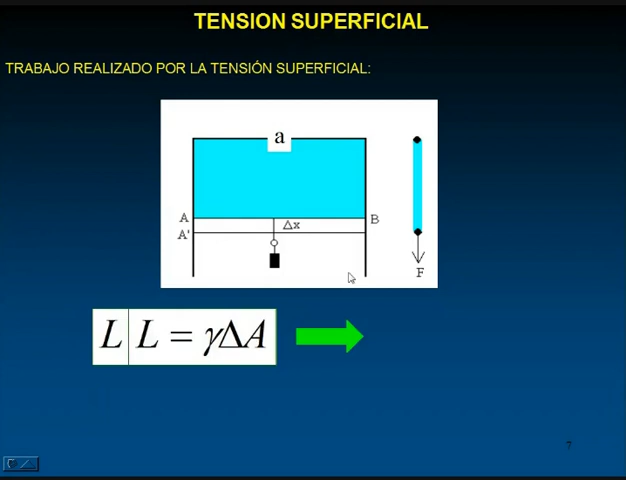 TENSION SUPERFICIAL
TRABAJO REALIZADO POR LA TENSIÓN SUPERFICIAL:
a
A
Δx
B
A'
F
L L = γΔA
7